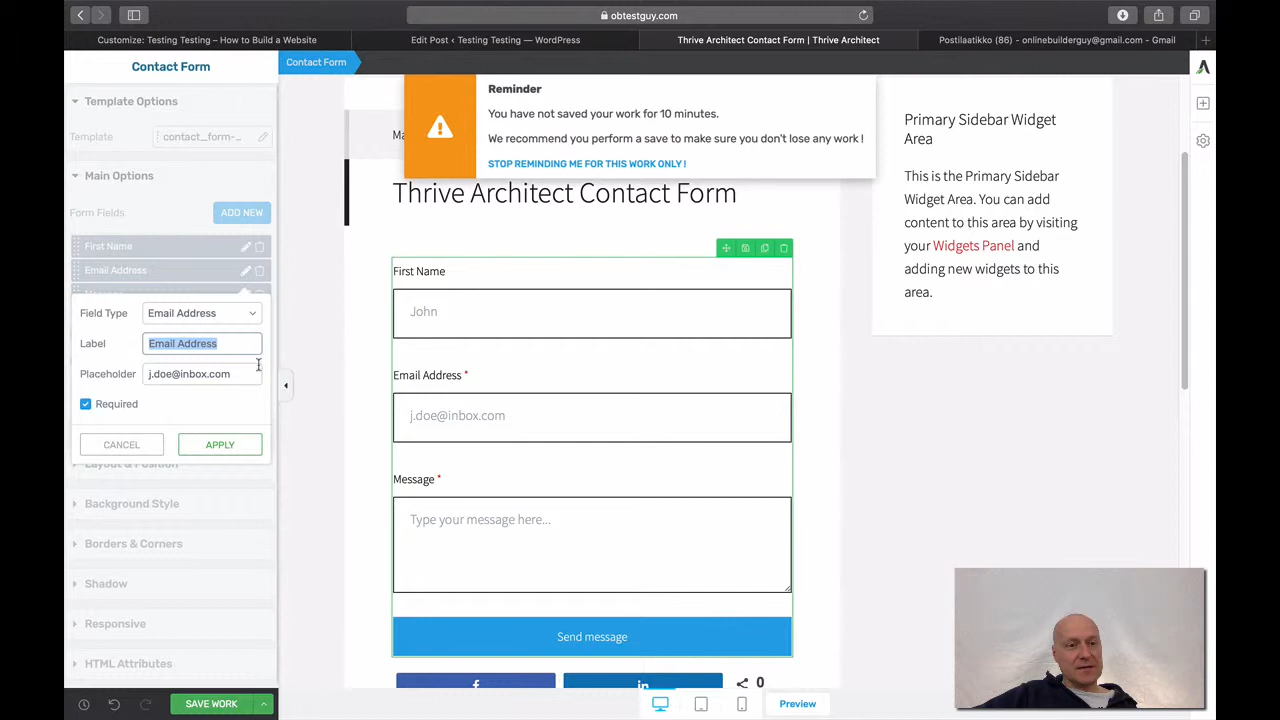 obtestguy.com
Customize: Testing Testing – How to Build a Website
Edit Post ‹ Testing Testing — WordPress
Thrive Architect Contact Form | Thrive Architect
Postilaatikko (86) - onlinebuilderguy@gmail.com - Gmail
Contact Form
Contact Form
Template Options
Template
contact_form-...
Main Options
Form Fields
ADD NEW
First Name
Email Address
Field Type
Email Address
Label
Email Address
Placeholder
j.doe@inbox.com
Required
CANCEL
APPLY
Layout & Position
Background Style
Borders & Corners
Shadow
Responsive
HTML Attributes
SAVE WORK
Reminder
You have not saved your work for 10 minutes.
We recommend you perform a save to make sure you don't lose any work !
STOP REMINDING ME FOR THIS WORK ONLY !
Thrive Architect Contact Form
First Name
John
Email Address *
j.doe@inbox.com
Message *
Type your message here...
Send message
f
in
0
Preview
Primary Sidebar Widget
Area
This is the Primary Sidebar
Widget Area. You can add
content to this area by visiting
your Widgets Panel and
adding new widgets to this
area.